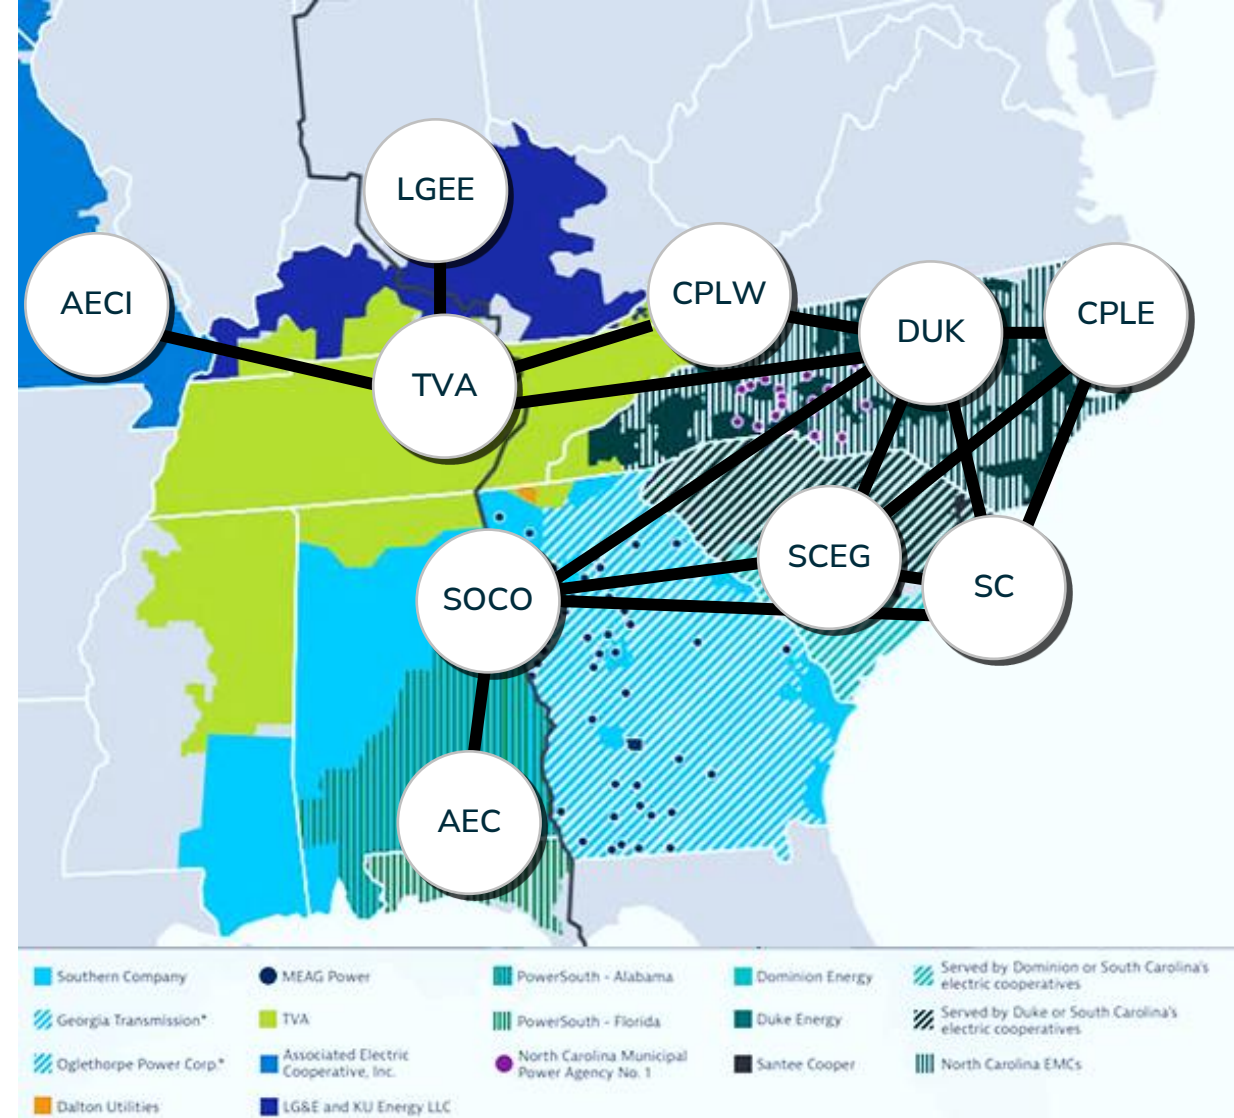 LGEE
CPLW
AECI
CPLE
DUK
TVA
SCEG
SC
SOCO
AEC
Southern Company
MEAG Power
PowerSouth - Alabama
Dominion Energy
Served by Dominion or South Carolina's
electric cooperatives
Georgia Transmission*
TVA
PowerSouth - Florida
Duke Energy
Served by Duke or South Carolina's
electric cooperatives
Oglethorpe Power Corp.*
Associated Electric
Cooperative, Inc.
North Carolina Municipal
Power Agency No. 1
Santee Cooper
North Carolina EMCs
Dalton Utilities
LG&E and KU Energy LLC